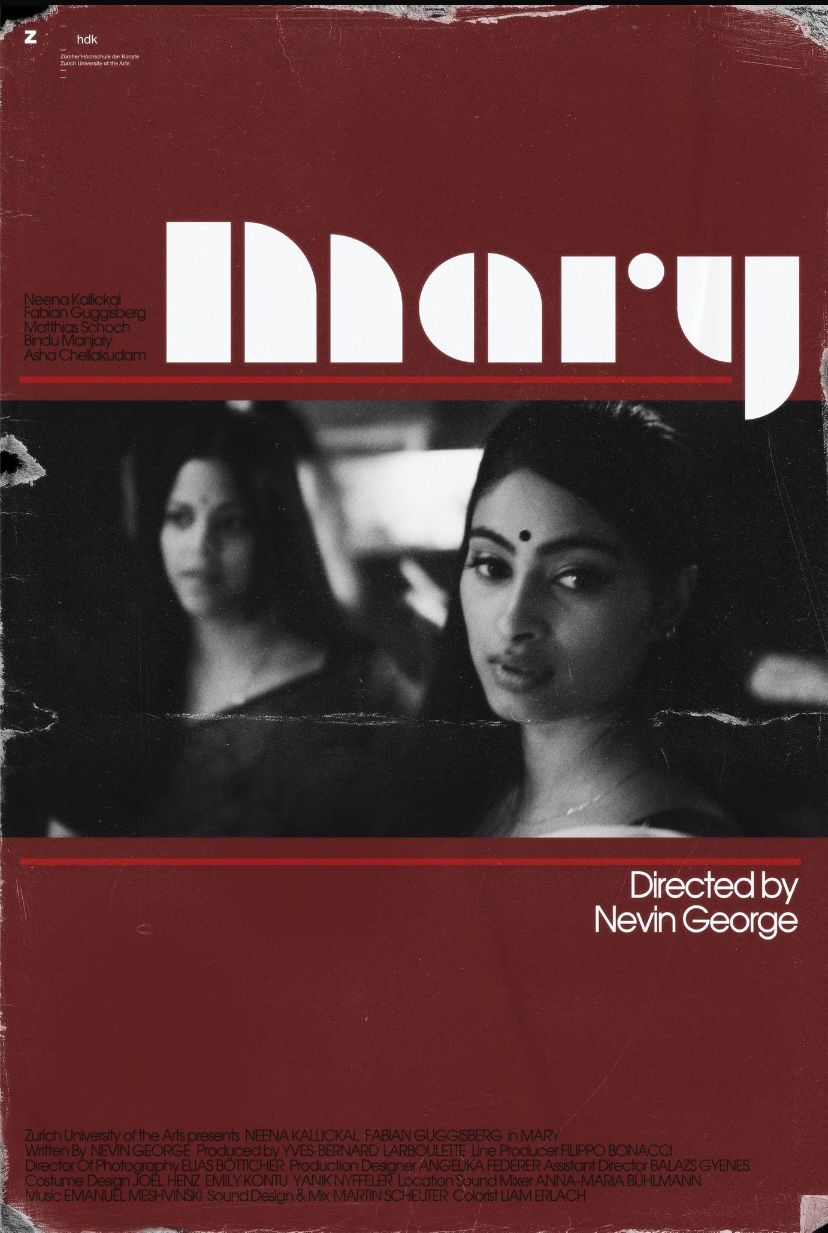 z hdk
Zürcher Hochschule der Künste
Zurich University of the Arts
mary
Neena Kallickal
Fabian Guggisberg
Matthias Schoch
Bindu Manjaly
Asha Chellakudam
Directed by
Nevin George
Zurich University of the Arts presents NEENA KALLICKAL FABIAN GUGGISBERG in MARY
Written By NEVIN GEORGE Produced by YVES-BERNARD LARBOULETTE Line Producer FILIPPO BONACCI
Director Of Photography ELIAS BÖTTICHER Production Designer ANGELIKA FEDERER Assistant Director BALAZS GYENES
Costume Design JOËL HENZ EMILY KONTU YANIK NYFFELER Location Sound Mixer ANNA-MARIA BÜHLMANN
Music EMANUEL MESHVINSKI Sound Design & Mix MARTIN SCHEUTER Colorist LIAM ERLACH